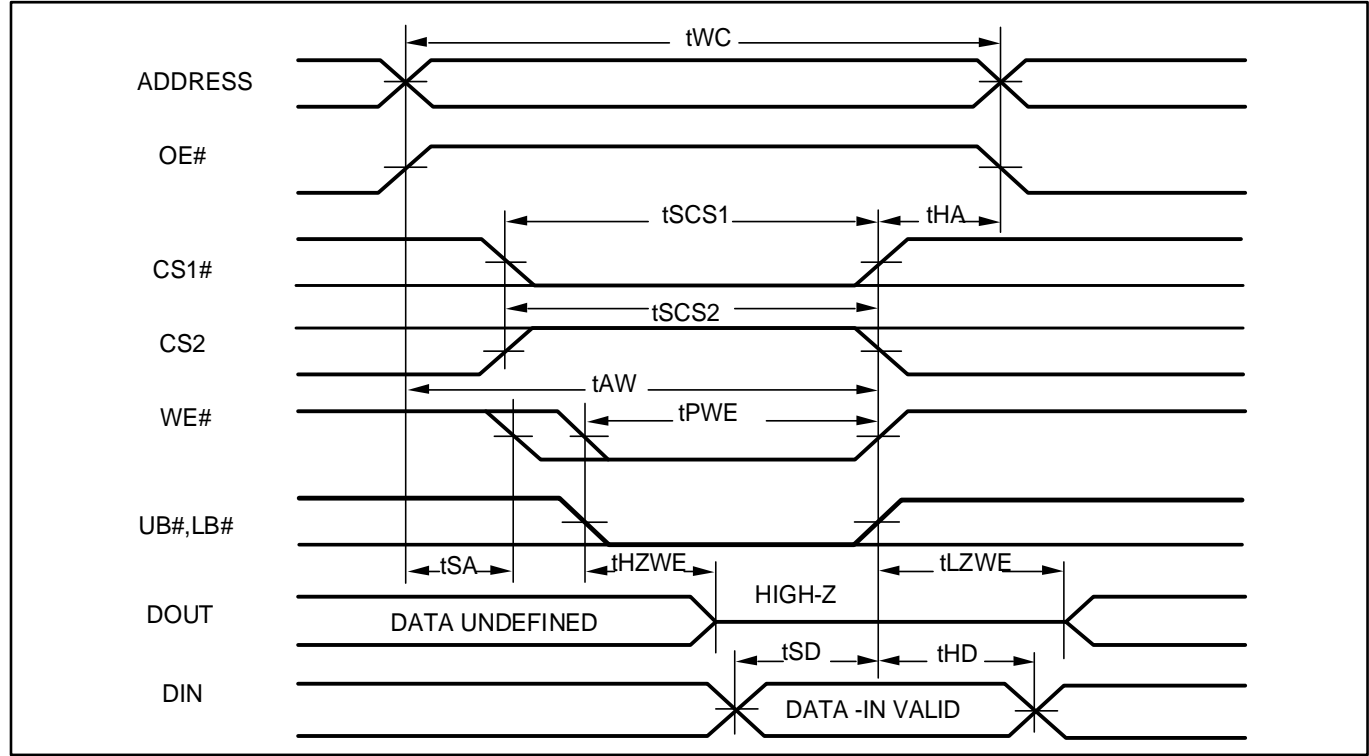 tWC
ADDRESS
OE#
tSCS1
tHA
CS1#
tSCS2
CS2
tAW
WE#
tPWE
UB#,LB#
tSA
tHZWE
tLZWE
DOUT
DATA UNDEFINED
HIGH-Z
tSD
tHD
DIN
DATA -IN VALID